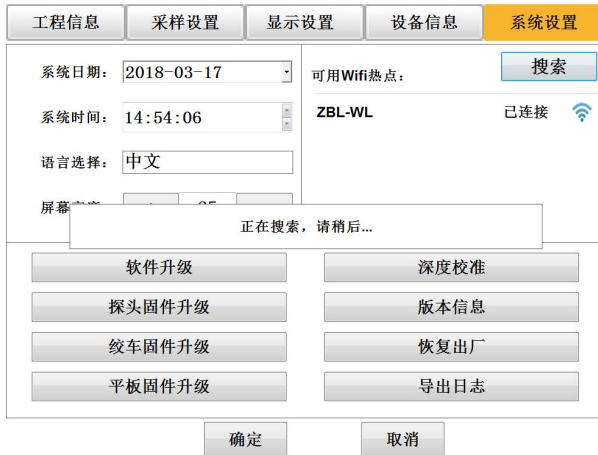 工程信息 采样设置 显示设置 设备信息 系统设置
系统日期： 2018-03-17
可用Wifi热点： 搜索
系统时间： 14:54:06
ZBL-WL 已连接
语言选择： 中文
屏幕
正在搜索，请稍后...
软件升级 深度校准
探头固件升级 版本信息
绞车固件升级 恢复出厂
平板固件升级 导出日志
确定 取消